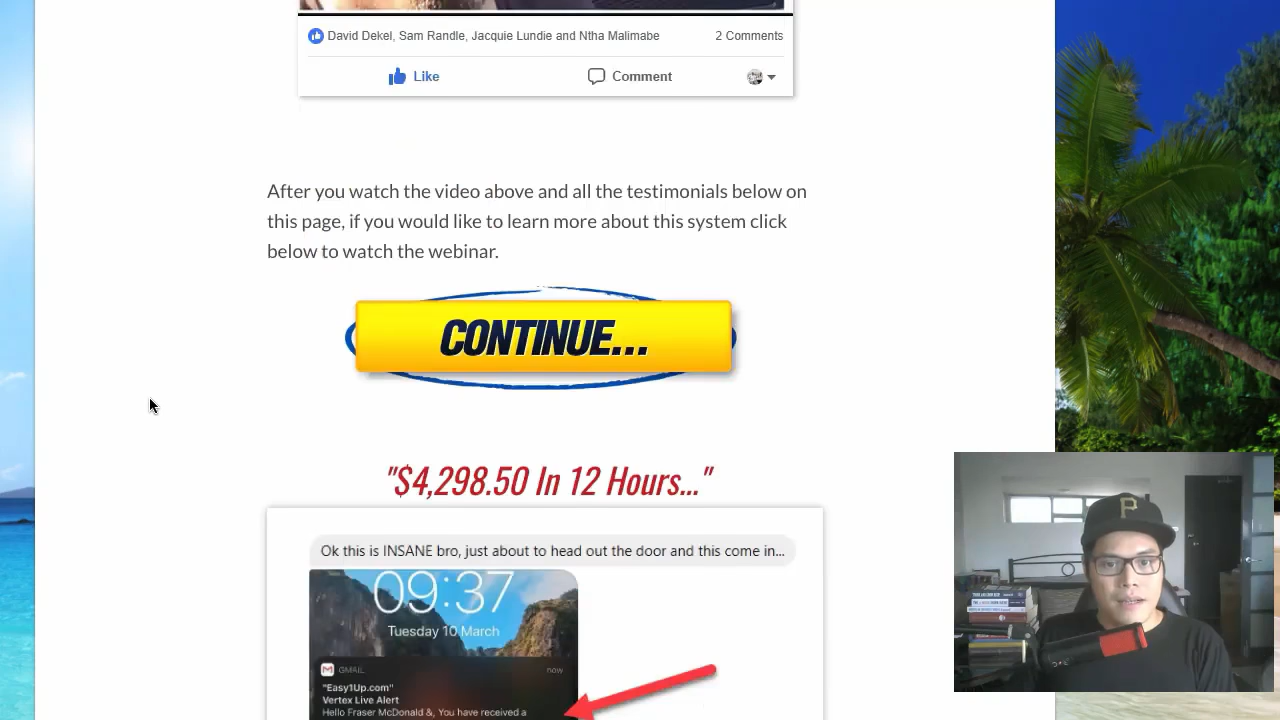 David Dekel, Sam Randle, Jacquie Lundie and Ntha Malimabe 2 Comments
Like Comment
After you watch the video above and all the testimonials below on
this page, if you would like to learn more about this system click
below to watch the webinar.
CONTINUE...
"$4,298.50 In 12 Hours..."
Ok this is INSANE bro, just about to head out the door and this come in...
09:37
Tuesday 10 March
GMAIL now
"Easy1Up.com"
Vertex Live Alert
Hello Fraser McDonald &, You have received a
P